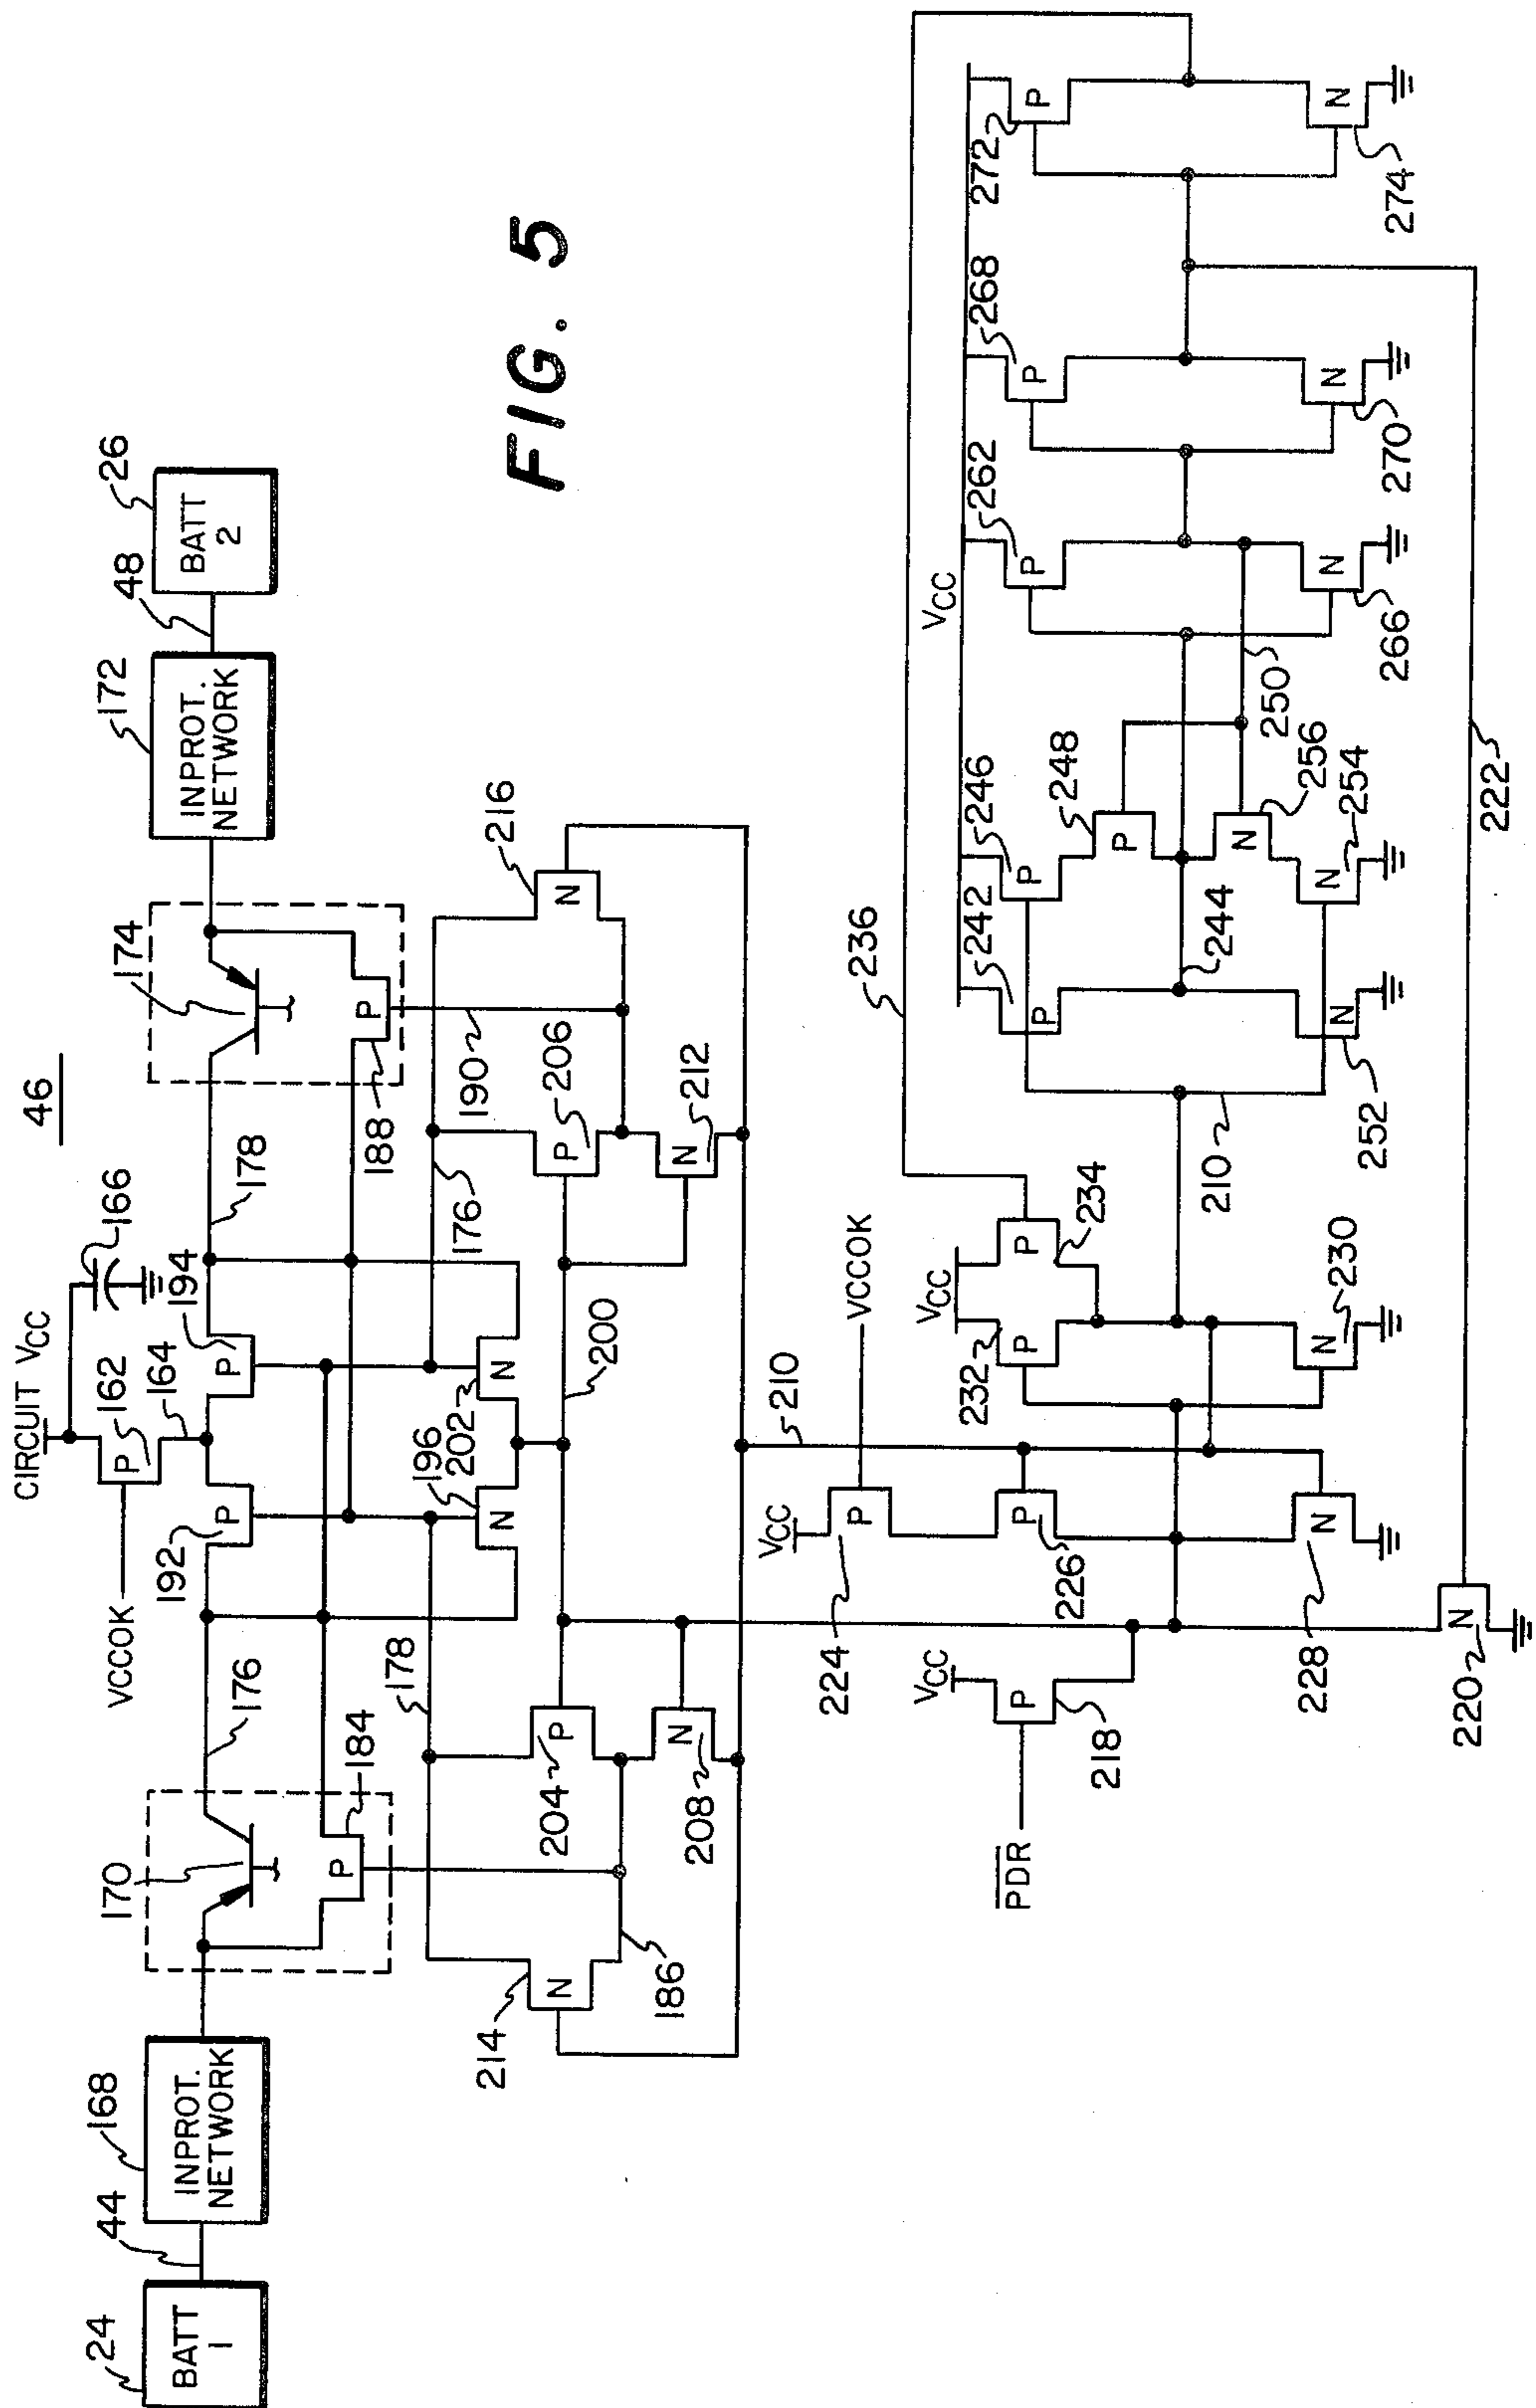 46
CIRCUIT VCC
24
BATT
1
44
168
INPROT.
NETWORK
170
176
VCCOK
162
P
164
166
192
P
194
P
178
174
172
INPROT.
NETWORK
48
BATT
2
26
184
P
188
P
178
196
N
202
N
176
190
214
N
186
204
P
208
N
200
206
P
212
N
216
N
FIG. 5
PDR
VCC
P
218
VCC
224
P
VCCOK
210
226
P
228
N
220
N
VCC
232
P
234
P
230
N
236
210
VCC
242
P
246
P
248
P
244
250
252
N
254
N
256
N
262
P
266
N
268
P
270
N
272
P
274
N
222